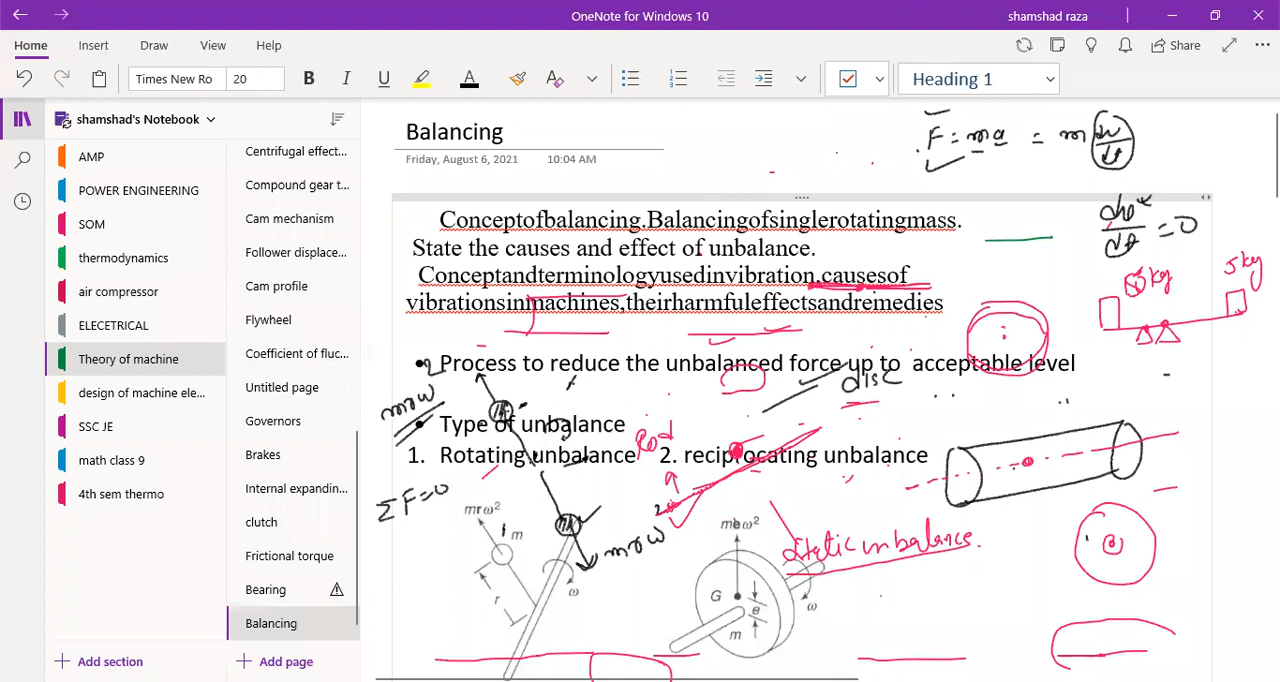 OneNote for Windows 10
shamshad raza
Home Insert Draw View Help
Share
Times New Ro 20
B I U A
Heading 1
shamshad's Notebook
AMP
POWER ENGINEERING
SOM
thermodynamics
air compressor
ELECETRICAL
Theory of machine
design of machine ele...
SSC JE
math class 9
4th sem thermo
Add section
Centrifugal effect...
Compound gear t...
Cam mechanism
Follower displace...
Cam profile
Flywheel
Coefficient of fluc...
Untitled page
Governors
Brakes
Internal expandin...
clutch
Frictional torque
Bearing
Balancing
Add page
Balancing
Friday, August 6, 2021 10:04 AM
F = ma = m
= 0
Conceptofbalancing.Balancingofsinglerotatingmass.
State the causes and effect of unbalance.
Conceptandterminologyusedinvibration,causesof
vibrationsinmachines,theirharmfuleffectsandreimedies
5kg
5kg
• Process to reduce the unbalanced force up to acceptable level
disc
• Type of unbalance
Rod
1. Rotating unbalance 2. reciprocating unbalance
ΣF=0
mrω²
m
r
ω
mrω²
meω²
G
e
m
ω
Static unbalance.